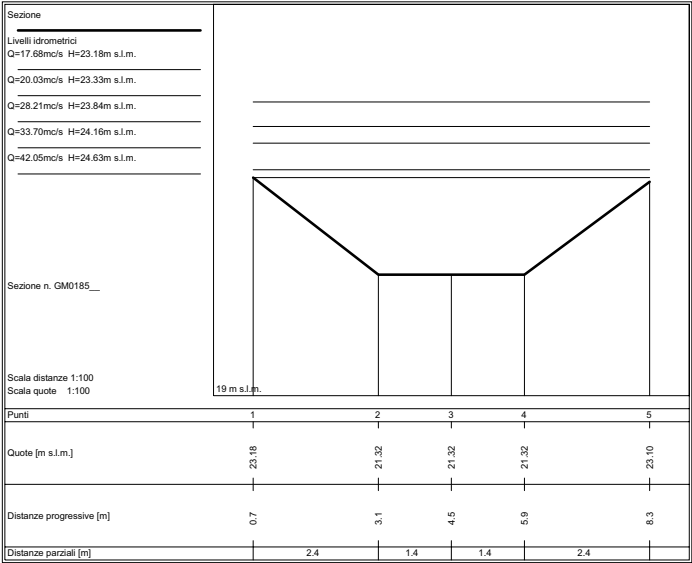 Sezione
Livelli idrometrici
Q=17.68mc/s H=23.18m s.l.m.
Q=20.03mc/s H=23.33m s.l.m.
Q=28.21mc/s H=23.84m s.l.m.
Q=33.70mc/s H=24.16m s.l.m.
Q=42.05mc/s H=24.63m s.l.m.
Sezione n. GM0185__
Scala distanze 1:100
Scala quote 1:100
19 m s.l.m.
Punti 1 2 3 4 5
Quote [m s.l.m.] 23.18 21.32 21.32 21.32 23.10
Distanze progressive [m] 0.7 3.1 4.5 5.9 8.3
Distanze parziali [m] 2.4 1.4 1.4 2.4